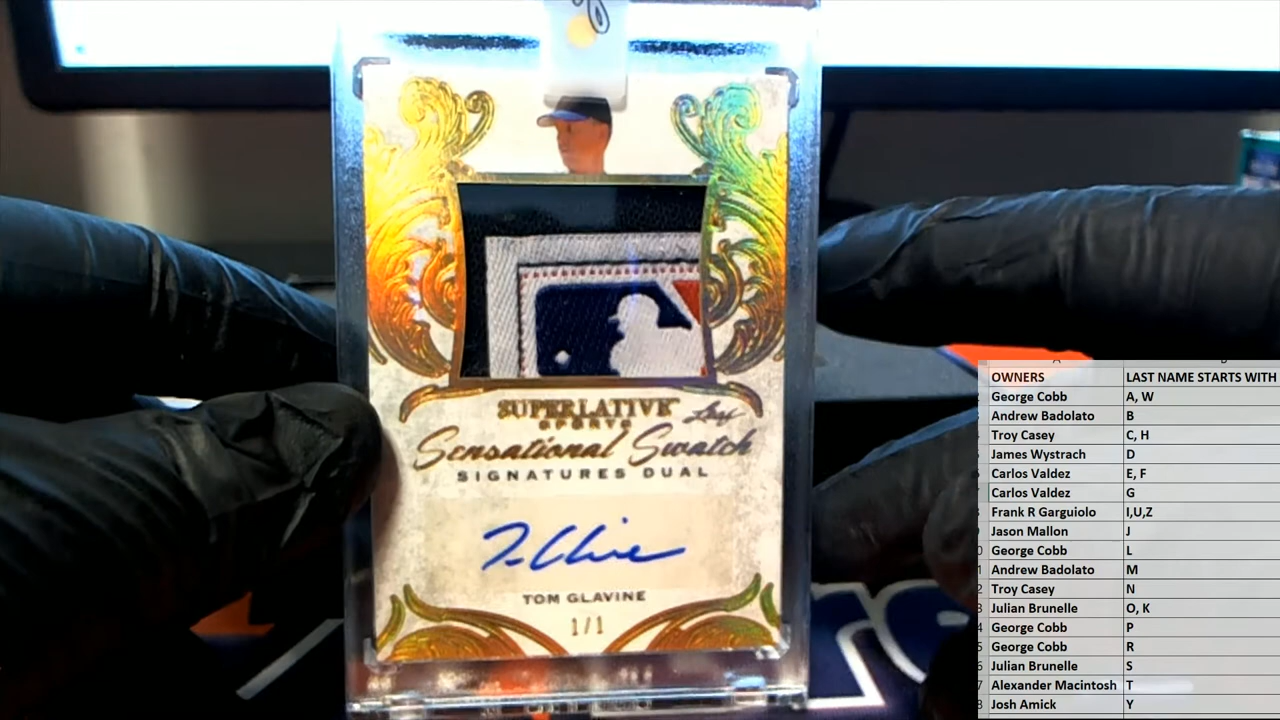 SUPERLATIVE
SPORTS
Leaf
Sensational Swatch
SIGNATURES DUAL
TOM GLAVINE
1/1
OWNERS LAST NAME STARTS WITH
George Cobb A, W
Andrew Badolato B
Troy Casey C, H
James Wystrach D
Carlos Valdez E, F
Carlos Valdez G
Frank R Garguiolo I,U,Z
Jason Mallon J
George Cobb L
Andrew Badolato M
Troy Casey N
Julian Brunelle O, K
George Cobb P
George Cobb R
Julian Brunelle S
Alexander Macintosh T
Josh Amick Y